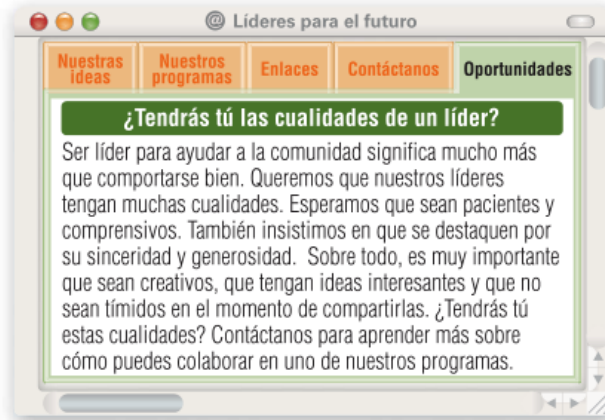 @ Líderes para el futuro
Nuestras ideas
Nuestros programas
Enlaces
Contáctanos
Oportunidades
¿Tendrás tú las cualidades de un líder?
Ser líder para ayudar a la comunidad significa mucho más
que comportarse bien. Queremos que nuestros líderes
tengan muchas cualidades. Esperamos que sean pacientes y
comprensivos. También insistimos en que se destaquen por
su sinceridad y generosidad. Sobre todo, es muy importante
que sean creativos, que tengan ideas interesantes y que no
sean tímidos en el momento de compartirlas. ¿Tendrás tú
estas cualidades? Contáctanos para aprender más sobre
cómo puedes colaborar en uno de nuestros programas.